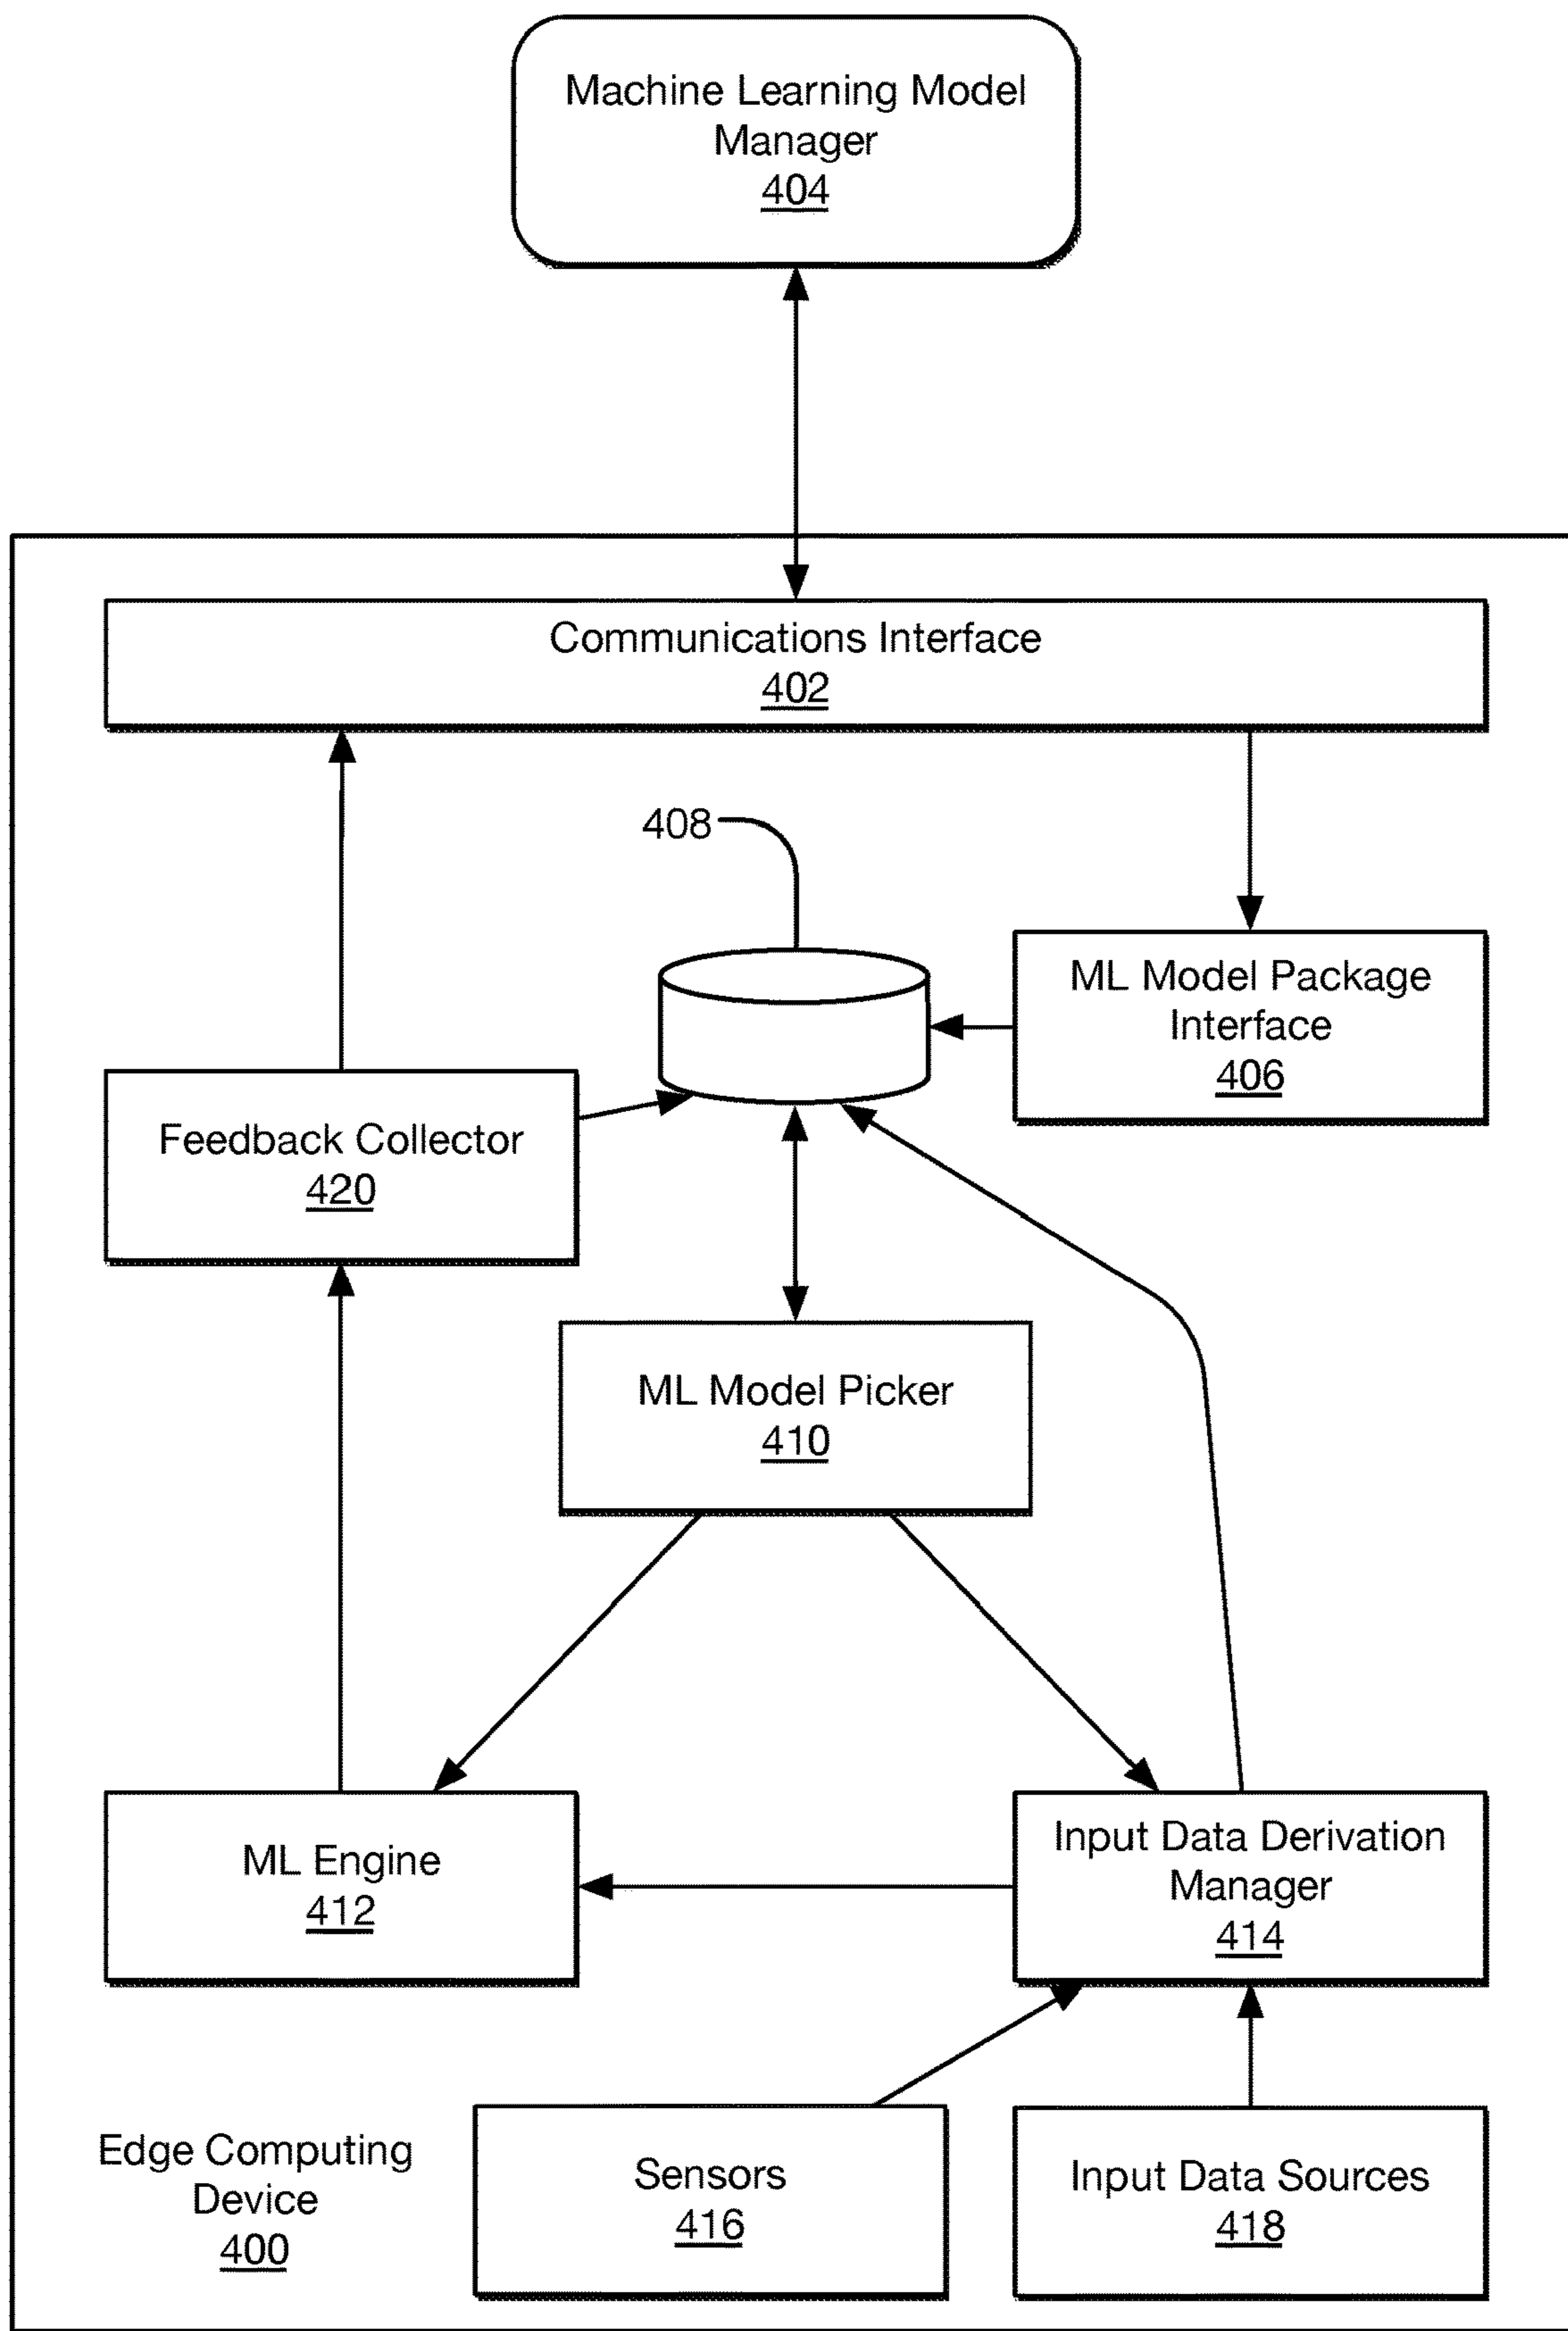 Machine Learning Model
Manager
404
Communications Interface
402
408
ML Model Package
Interface
406
Feedback Collector
420
ML Model Picker
410
ML Engine
412
Input Data Derivation
Manager
414
Edge Computing
Device
400
Sensors
416
Input Data Sources
418